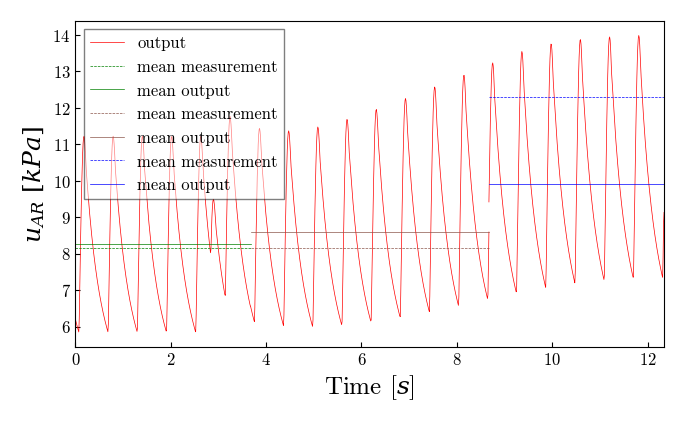 14
13
12
11
10
9
8
7
6
u_AR [kPa]
output
mean measurement
mean output
mean measurement
mean output
mean measurement
mean output
0 2 4 6 8 10 12
Time [s]